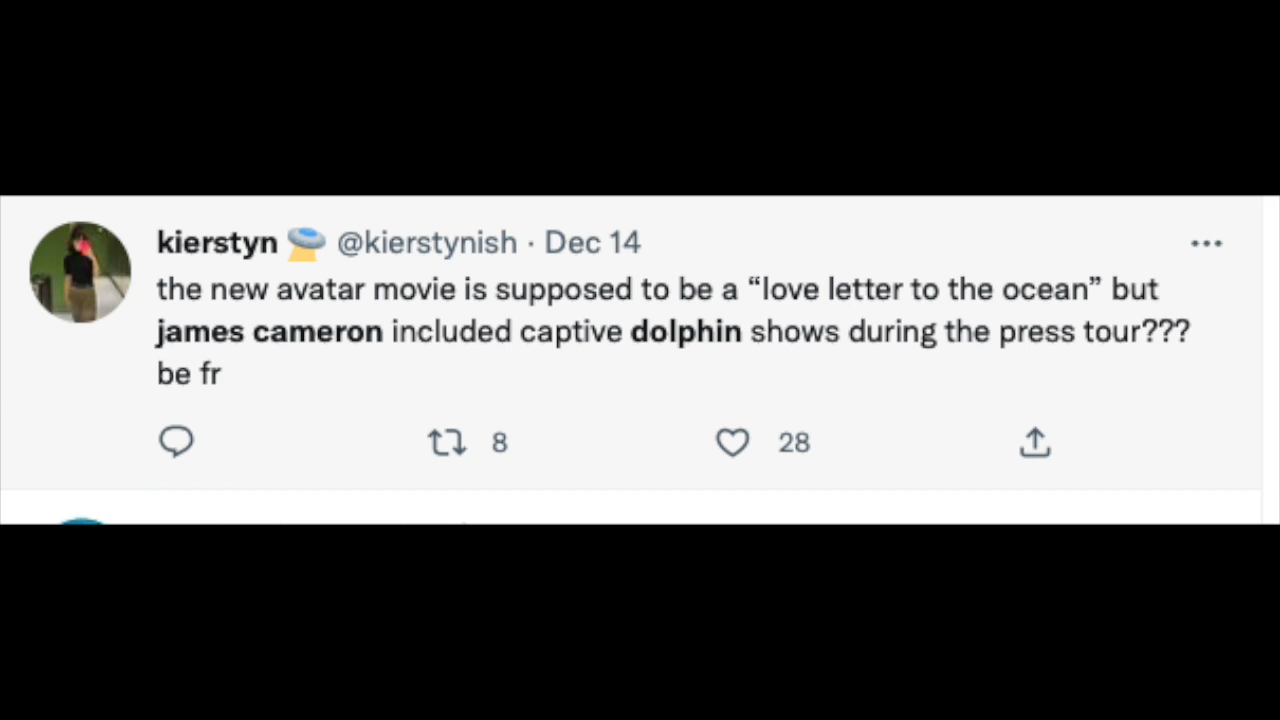 kierstyn 🛸 @kierstynish · Dec 14
the new avatar movie is supposed to be a “love letter to the ocean” but
james cameron included captive dolphin shows during the press tour???
be fr
8 28